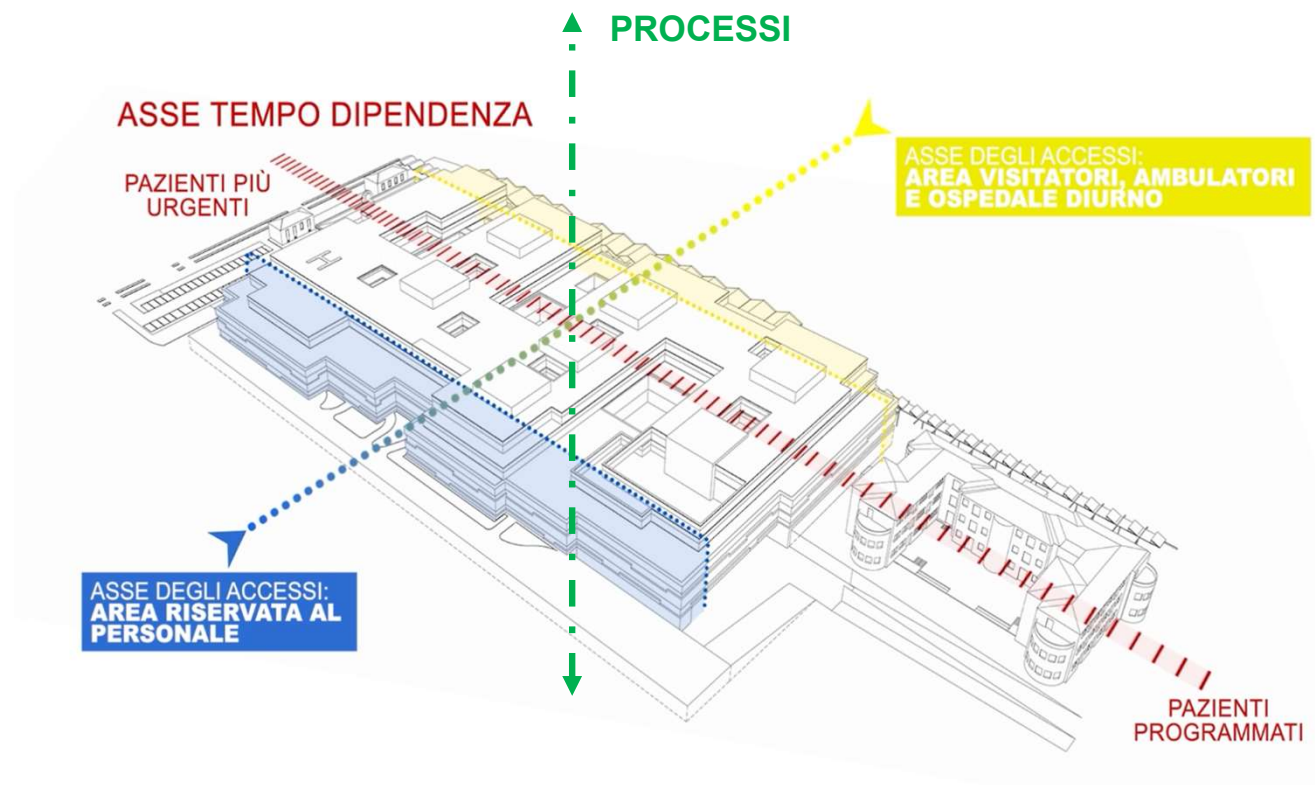 PROCESSI
ASSE TEMPO DIPENDENZA
PAZIENTI PIÙ
URGENTI
ASSE DEGLI ACCESSI:
AREA VISITATORI, AMBULATORI
E OSPEDALE DIURNO
H
ASSE DEGLI ACCESSI:
AREA RISERVATA AL
PERSONALE
PAZIENTI
PROGRAMMATI